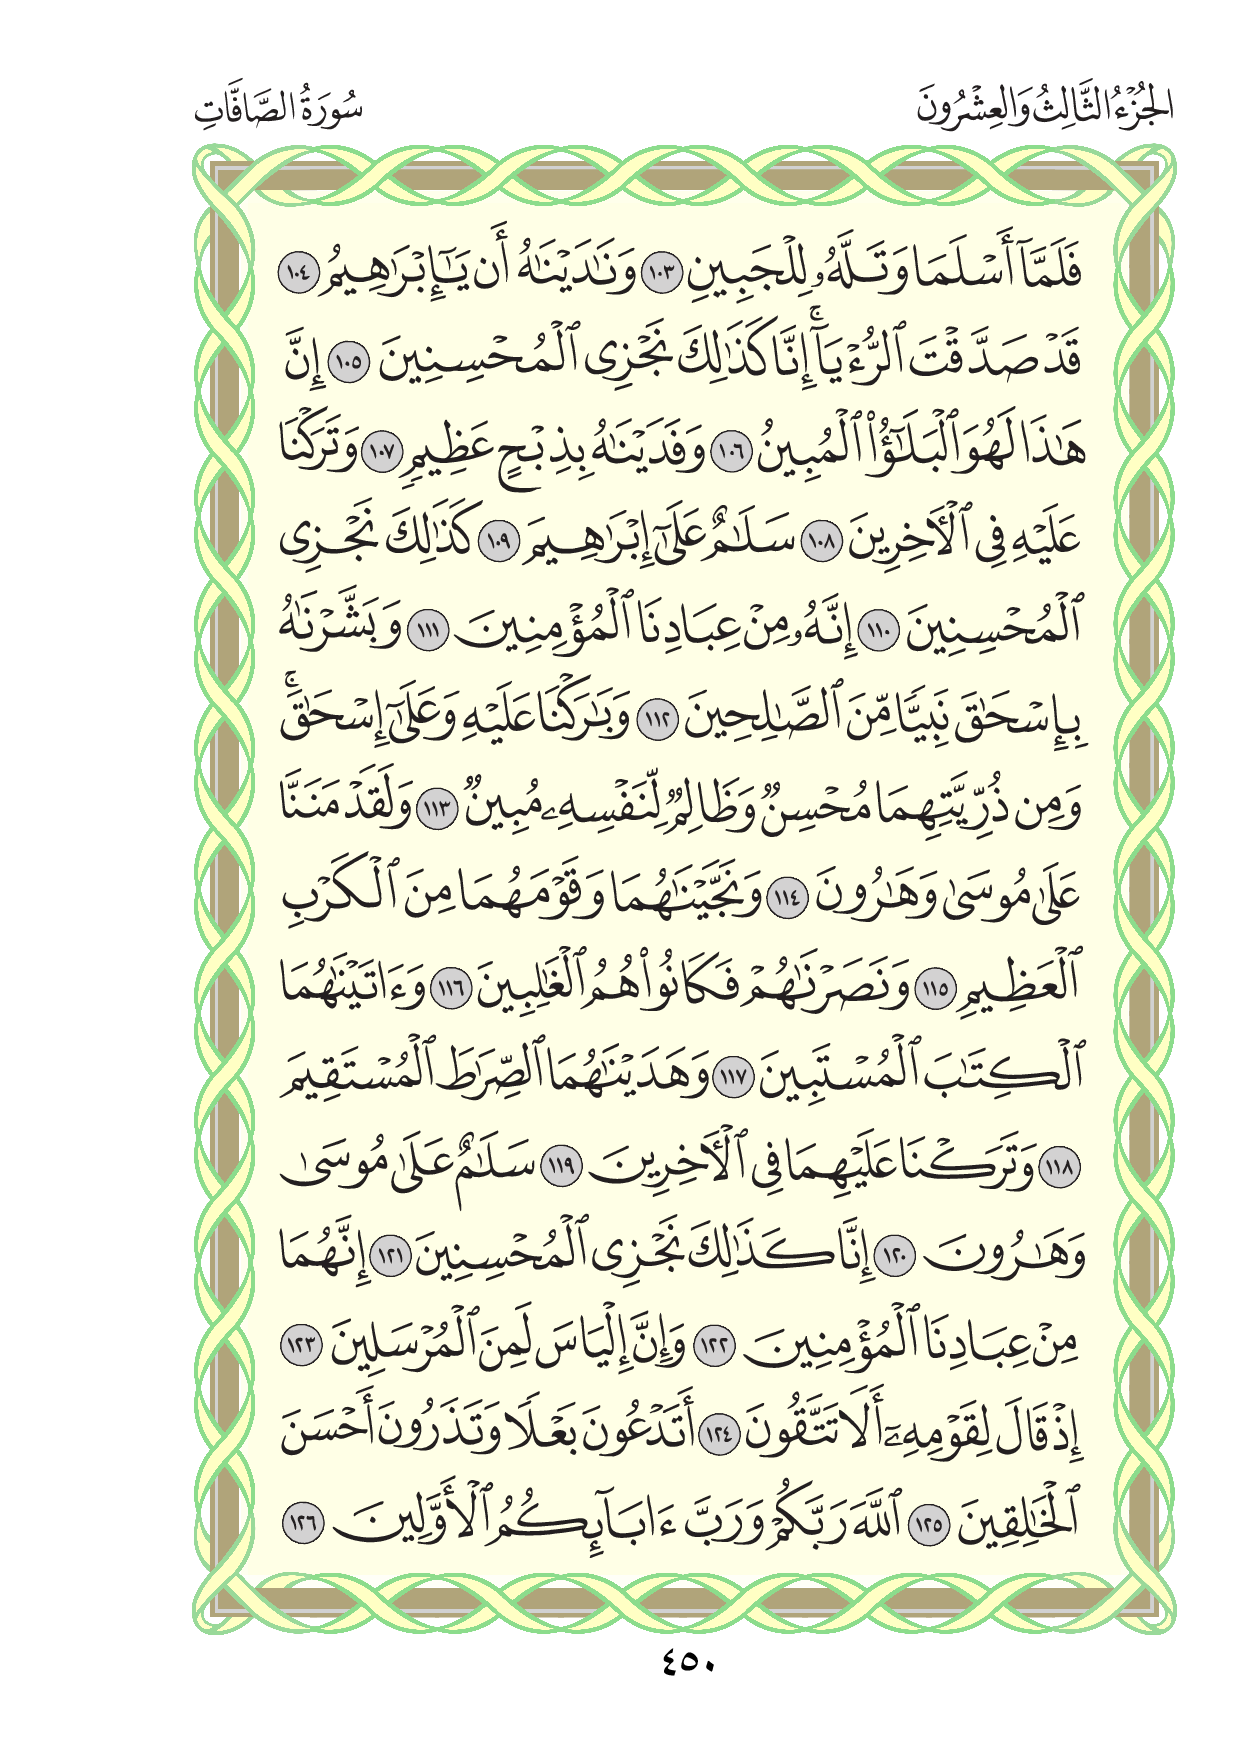 الجُزْءُ الثَّالِثُ وَالعِشْرُونَ
سُورَةُ الصَّافَّاتِ
فَلَمَّآ أَسْلَمَا وَتَلَّهُۥ لِلْجَبِينِ ١٠٣ وَنَٰدَيْنَٰهُ أَن يَٰٓإِبْرَٰهِيمُ ١٠٤
قَدْ صَدَّقْتَ ٱلرُّءْيَآۚ إِنَّا كَذَٰلِكَ نَجْزِى ٱلْمُحْسِنِينَ ١٠٥ إِنَّ
هَٰذَا لَهُوَ ٱلْبَلَٰٓؤُا۟ ٱلْمُبِينُ ١٠٦ وَفَدَيْنَٰهُ بِذِبْحٍ عَظِيمٍ ١٠٧ وَتَرَكْنَا
عَلَيْهِ فِى ٱلْأَخِرِينَ ١٠٨ سَلَٰمٌ عَلَىٰٓ إِبْرَٰهِيمَ ١٠٩ كَذَٰلِكَ نَجْزِى
ٱلْمُحْسِنِينَ ١١٠ إِنَّهُۥ مِنْ عِبَادِنَا ٱلْمُؤْمِنِينَ ١١١ وَبَشَّرْنَٰهُ
بِإِسْحَٰقَ نَبِيًّا مِّنَ ٱلصَّٰلِحِينَ ١١٢ وَبَٰرَكْنَا عَلَيْهِ وَعَلَىٰٓ إِسْحَٰقَۚ
وَمِن ذُرِّيَّتِهِمَا مُحْسِنٌ وَظَالِمٌ لِّنَفْسِهِۦ مُبِينٌ ١١٣ وَلَقَدْ مَنَنَّا
عَلَىٰ مُوسَىٰ وَهَٰرُونَ ١١٤ وَنَجَّيْنَٰهُمَا وَقَوْمَهُمَا مِنَ ٱلْكَرْبِ
ٱلْعَظِيمِ ١١٥ وَنَصَرْنَٰهُمْ فَكَانُوا۟ هُمُ ٱلْغَٰلِبِينَ ١١٦ وَءَاتَيْنَٰهُمَا
ٱلْكِتَٰبَ ٱلْمُسْتَبِينَ ١١٧ وَهَدَيْنَٰهُمَا ٱلصِّرَٰطَ ٱلْمُسْتَقِيمَ
١١٨ وَتَرَكْنَا عَلَيْهِمَا فِى ٱلْأَخِرِينَ ١١٩ سَلَٰمٌ عَلَىٰ مُوسَىٰ
وَهَٰرُونَ ١٢٠ إِنَّا كَذَٰلِكَ نَجْزِى ٱلْمُحْسِنِينَ ١٢١ إِنَّهُمَا
مِنْ عِبَادِنَا ٱلْمُؤْمِنِينَ ١٢٢ وَإِنَّ إِلْيَاسَ لَمِنَ ٱلْمُرْسَلِينَ ١٢٣
إِذْ قَالَ لِقَوْمِهِۦٓ أَلَا تَتَّقُونَ ١٢٤ أَتَدْعُونَ بَعْلًا وَتَذَرُونَ أَحْسَنَ
ٱلْخَٰلِقِينَ ١٢٥ ٱللَّهَ رَبَّكُمْ وَرَبَّ ءَابَآئِكُمُ ٱلْأَوَّلِينَ ١٢٦
٤٥٠